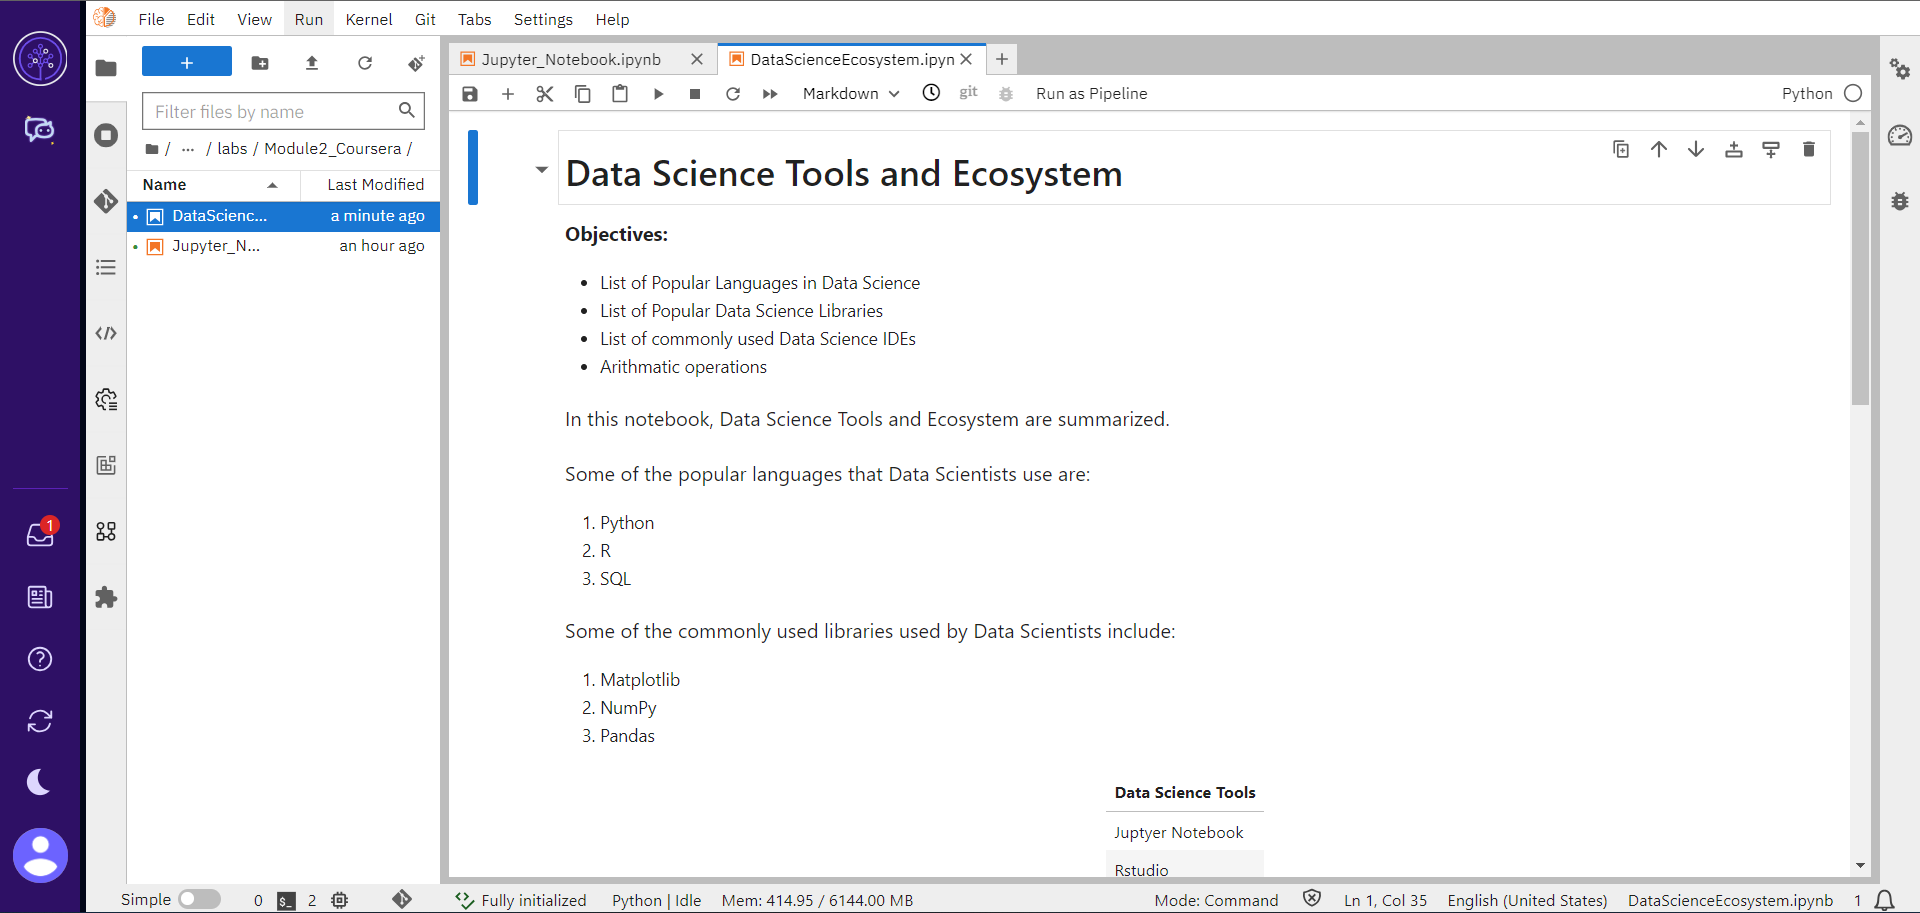 File Edit View Run Kernel Git Tabs Settings Help
+
Filter files by name
/ ... / labs / Module2_Coursera /
Name Last Modified
DataScienc... a minute ago
Jupyter_N... an hour ago
Jupyter_Notebook.ipynb
DataScienceEcosystem.ipyn
Markdown git Run as Pipeline Python
Data Science Tools and Ecosystem
Objectives:
• List of Popular Languages in Data Science
• List of Popular Data Science Libraries
• List of commonly used Data Science IDEs
• Arithmatic operations
In this notebook, Data Science Tools and Ecosystem are summarized.
Some of the popular languages that Data Scientists use are:
1. Python
2. R
3. SQL
Some of the commonly used libraries used by Data Scientists include:
1. Matplotlib
2. NumPy
3. Pandas
Data Science Tools
Juptyer Notebook
Rstudio
1
Simple 0 $_ 2 Fully initialized Python | Idle Mem: 414.95 / 6144.00 MB Mode: Command Ln 1, Col 35 English (United States) DataScienceEcosystem.ipynb 1